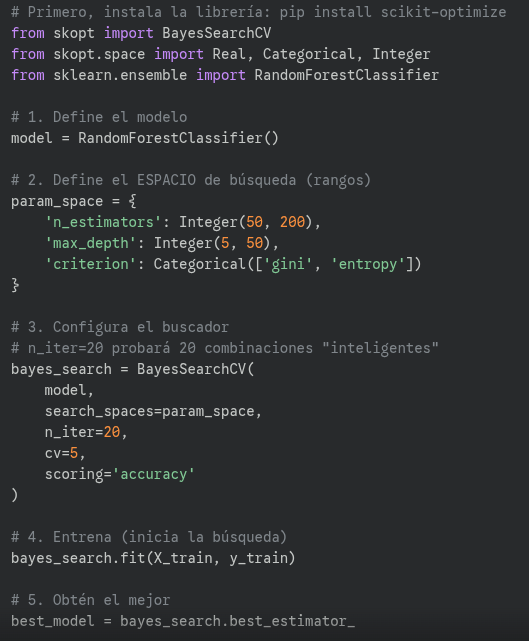 # Primero, instala la librería: pip install scikit-optimize
from skopt import BayesSearchCV
from skopt.space import Real, Categorical, Integer
from sklearn.ensemble import RandomForestClassifier

# 1. Define el modelo
model = RandomForestClassifier()

# 2. Define el ESPACIO de búsqueda (rangos)
param_space = {
    'n_estimators': Integer(50, 200),
    'max_depth': Integer(5, 50),
    'criterion': Categorical(['gini', 'entropy'])
}

# 3. Configura el buscador
# n_iter=20 probará 20 combinaciones "inteligentes"
bayes_search = BayesSearchCV(
    model,
    search_spaces=param_space,
    n_iter=20,
    cv=5,
    scoring='accuracy'
)

# 4. Entrena (inicia la búsqueda)
bayes_search.fit(X_train, y_train)

# 5. Obtén el mejor
best_model = bayes_search.best_estimator_